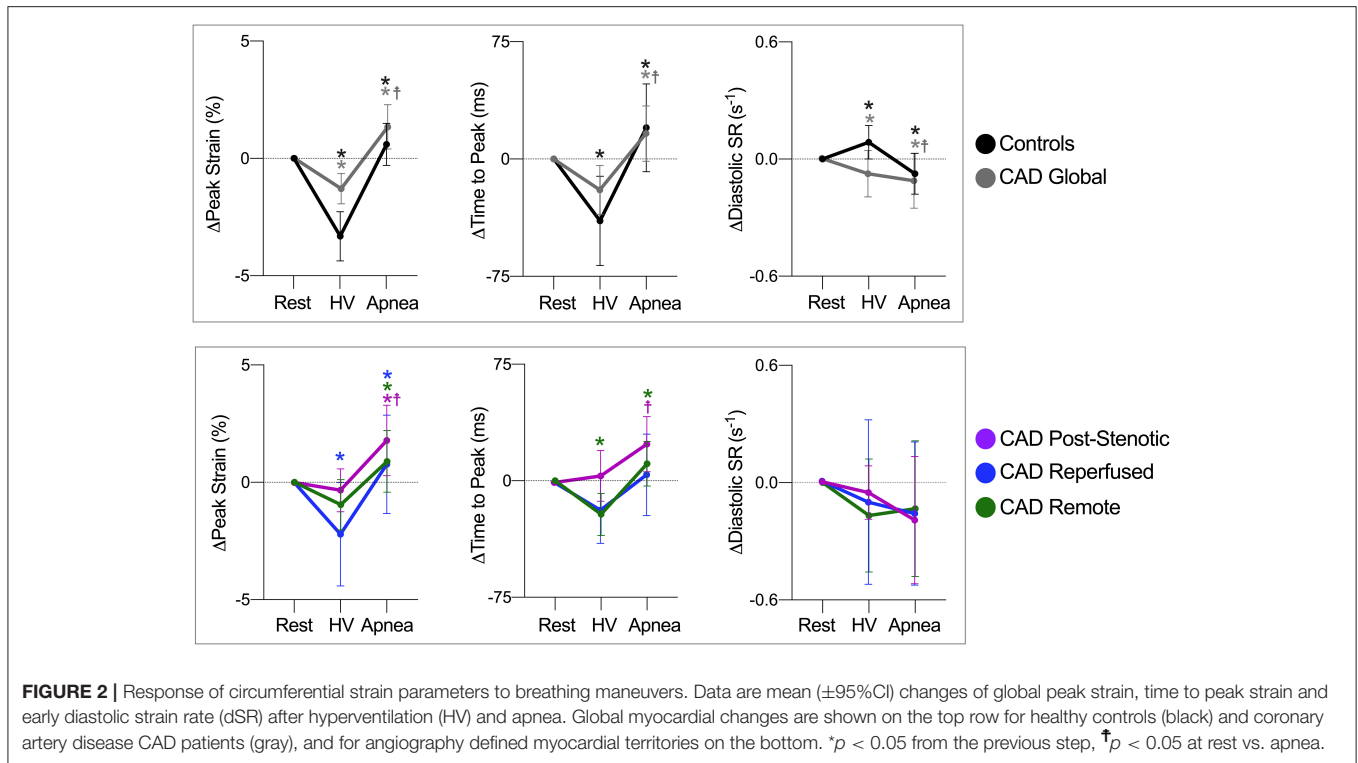 5
0
-5
ΔPeak Strain (%)
Rest HV Apnea
*
*
*
*†
75
0
-75
ΔTime to Peak (ms)
Rest HV Apnea
*
*
*†
0.6
0.0
-0.6
ΔDiastolic SR (s-1)
Rest HV Apnea
*
*
*
*†
Controls
CAD Global
5
0
-5
ΔPeak Strain (%)
Rest HV Apnea
*
*
*
*†
75
0
-75
ΔTime to Peak (ms)
Rest HV Apnea
*
*
†
0.6
0.0
-0.6
ΔDiastolic SR (s-1)
Rest HV Apnea
CAD Post-Stenotic
CAD Reperfused
CAD Remote
FIGURE 2 | Response of circumferential strain parameters to breathing maneuvers. Data are mean (±95%CI) changes of global peak strain, time to peak strain and
early diastolic strain rate (dSR) after hyperventilation (HV) and apnea. Global myocardial changes are shown on the top row for healthy controls (black) and coronary
artery disease CAD patients (gray), and for angiography defined myocardial territories on the bottom. *p < 0.05 from the previous step, †p < 0.05 at rest vs. apnea.